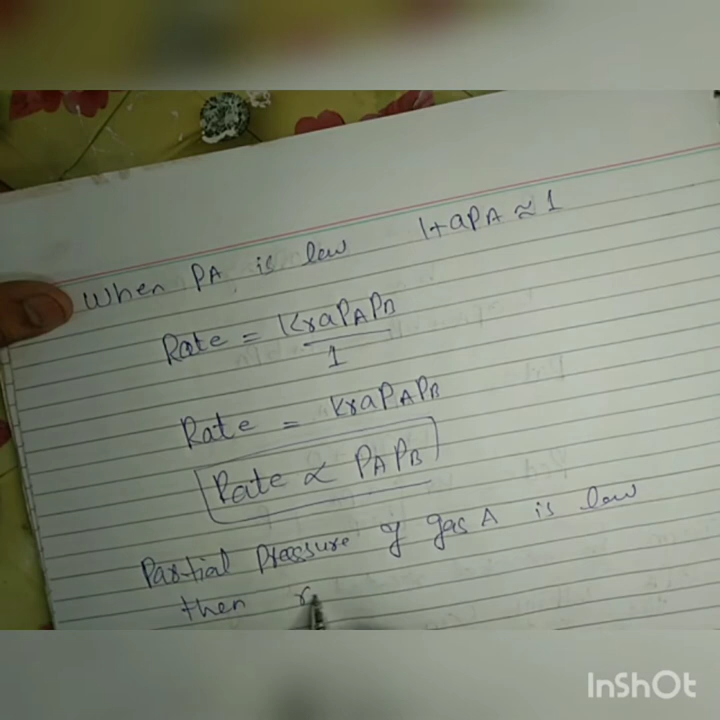 When PA is low 1+aPA ≈ 1
Rate = KraPAPB
1
Rate = KraPAPB
Rate ∝ PAPB
Partial Pressure of gas A is low
then r
InShOt